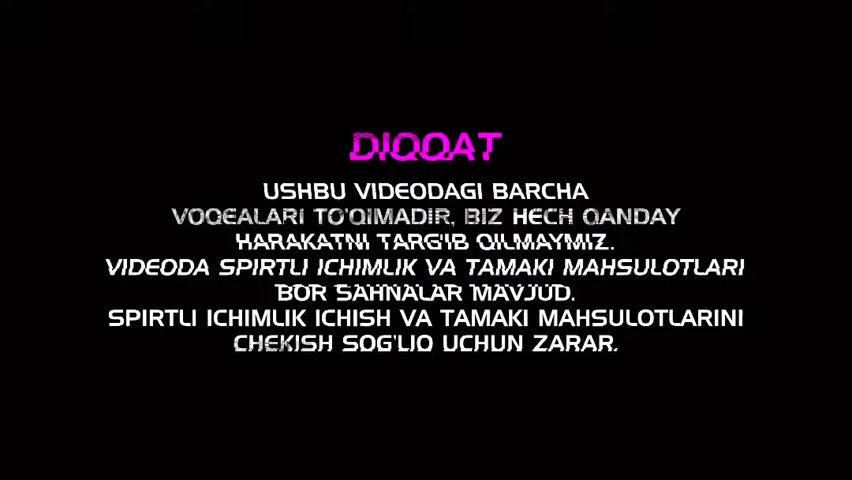 DIQQAT
USHBU VIDEODAGI BARCHA
VOQEALARI TO'QIMADIR, BIZ HECH QANDAY
HARAKATNI TARG'IB QILMAYMIZ.
VIDEODA SPIRTLI ICHIMLIK VA TAMAKI MAHSULOTLARI
BOR SAHNALAR MAVJUD.
SPIRTLI ICHIMLIK ICHISH VA TAMAKI MAHSULOTLARINI
CHEKISH SOG'LIQ UCHUN ZARAR.